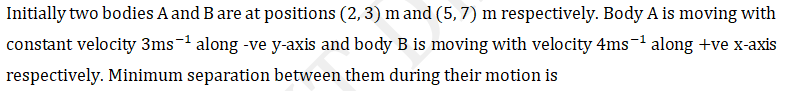 Initially two bodies A and B are at positions (2, 3) m and (5, 7) m respectively. Body A is moving with
constant velocity 3ms⁻¹ along -ve y-axis and body B is moving with velocity 4ms⁻¹ along +ve x-axis
respectively. Minimum separation between them during their motion is